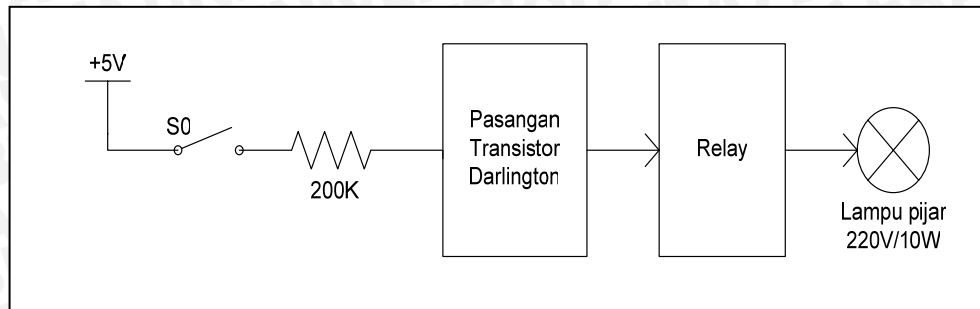 +5V
S0
200K
Pasangan
Transistor
Darlington
Relay
Lampu pijar
220V/10W